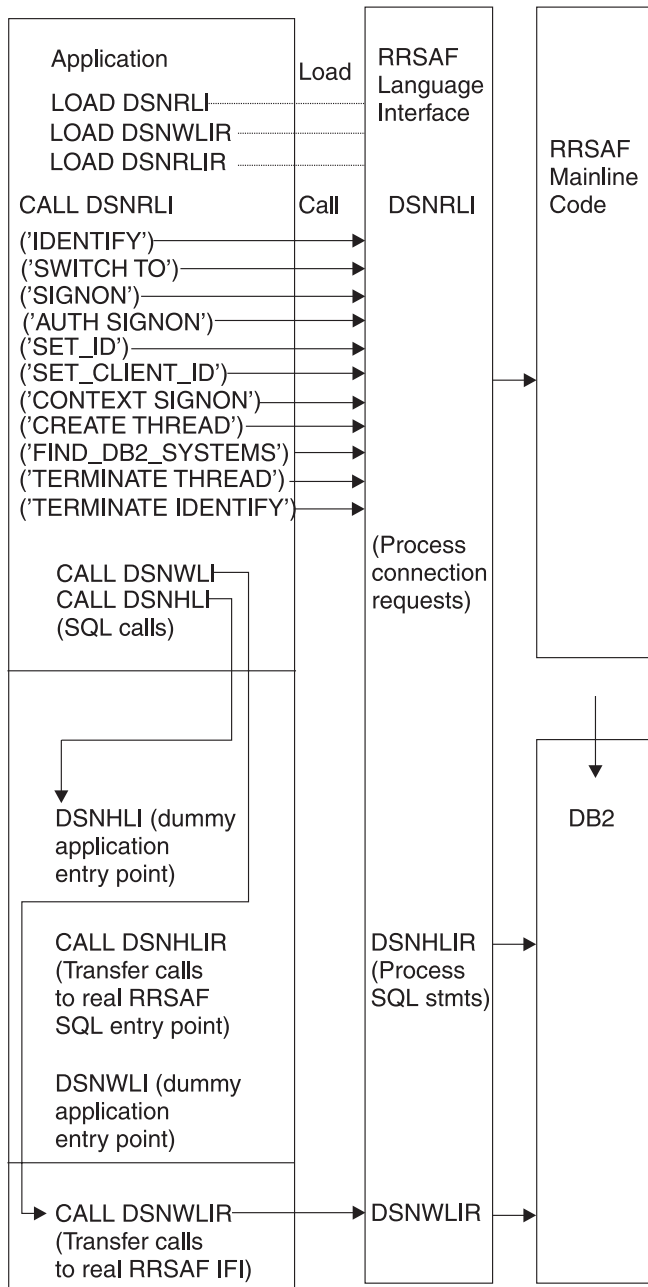 Application
Load
RRSAF
Language
Interface
LOAD DSNRLI
LOAD DSNWLIR
LOAD DSNRLIR
RRSAF
Mainline
Code
CALL DSNRLI
Call
DSNRLI
('IDENTIFY')
('SWITCH TO')
('SIGNON')
('AUTH SIGNON')
('SET_ID')
('SET_CLIENT_ID')
('CONTEXT SIGNON')
('CREATE THREAD')
('FIND_DB2_SYSTEMS')
('TERMINATE THREAD')
('TERMINATE IDENTIFY')
(Process
connection
requests)
CALL DSNWLI
CALL DSNHLI
(SQL calls)
DSNHLI (dummy
application
entry point)
DB2
CALL DSNHLIR
(Transfer calls
to real RRSAF
SQL entry point)
DSNHLIR
(Process
SQL stmts)
DSNWLI (dummy
application
entry point)
CALL DSNWLIR
(Transfer calls
to real RRSAF IFI)
DSNWLIR